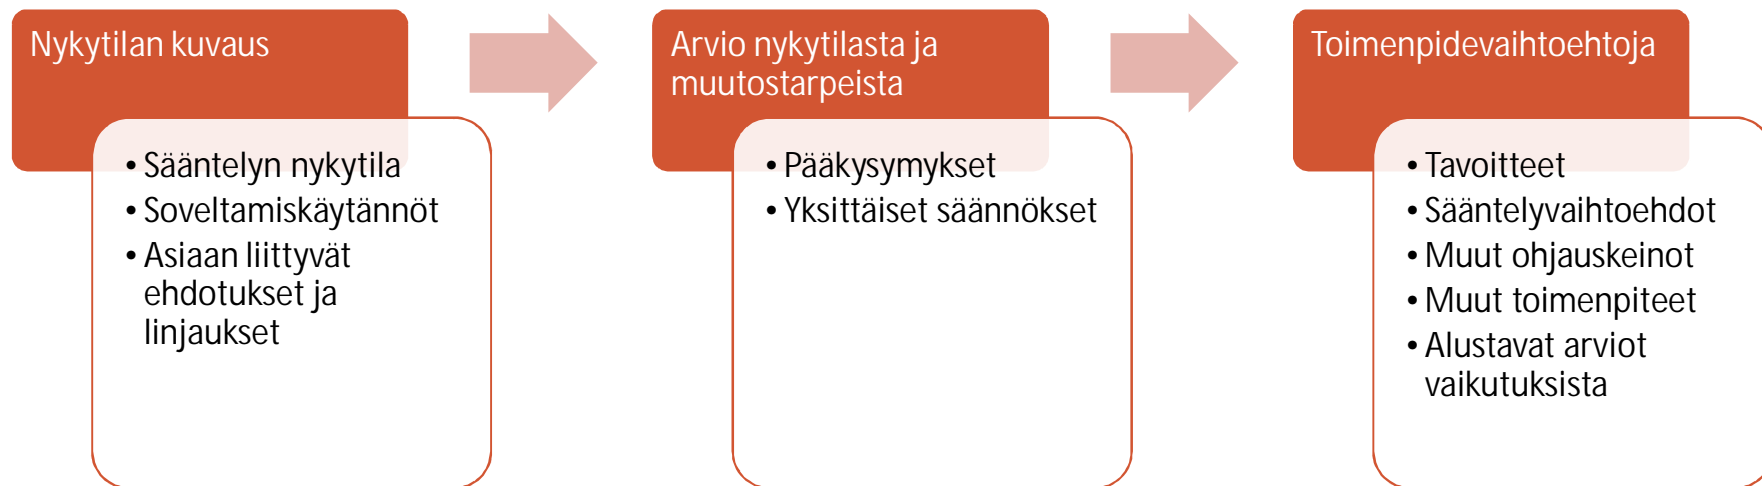 Nykytilan kuvaus
• Sääntelyn nykytila
• Soveltamiskäytännöt
• Asiaan liittyvät
ehdotukset ja
linjaukset
Arvio nykytilasta ja
muutostarpeista
• Pääkysymykset
• Yksittäiset säännökset
Toimenpidevaihtoehtoja
• Tavoitteet
• Sääntelyvaihtoehdot
• Muut ohjauskeinot
• Muut toimenpiteet
• Alustavat arviot
vaikutuksista